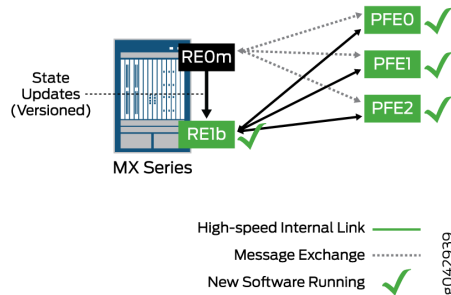 PFE0
RE0m
PFE1
State
Updates
(Versioned)
PFE2
RE1b
MX Series
High-speed Internal Link
Message Exchange
New Software Running